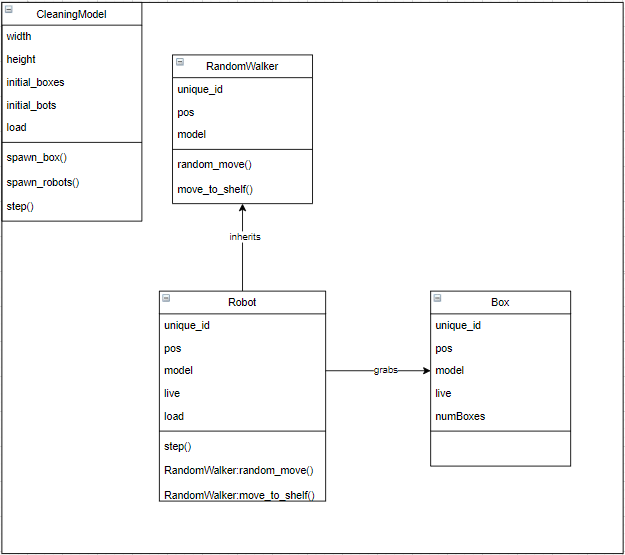 CleaningModel
width
height
initial_boxes
initial_bots
load
spawn_box()
spawn_robots()
step()
RandomWalker
unique_id
pos
model
random_move()
move_to_shelf()
inherits
Robot
unique_id
pos
model
live
load
step()
RandomWalker:random_move()
RandomWalker:move_to_shelf()
grabs
Box
unique_id
pos
model
live
numBoxes